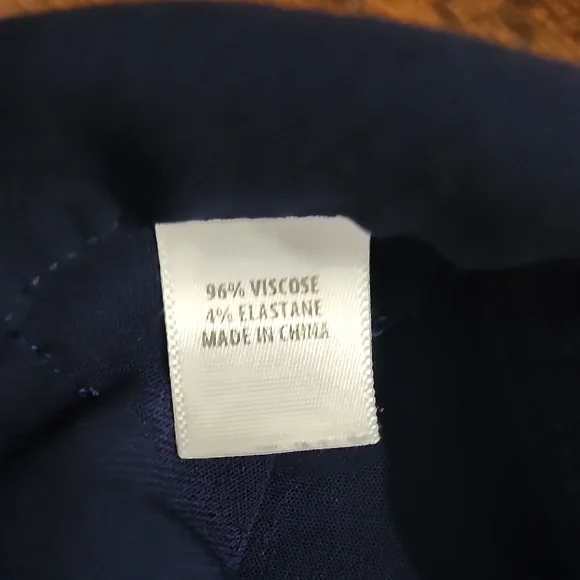 96% VISCOSE
4% ELASTANE
MADE IN CHINA